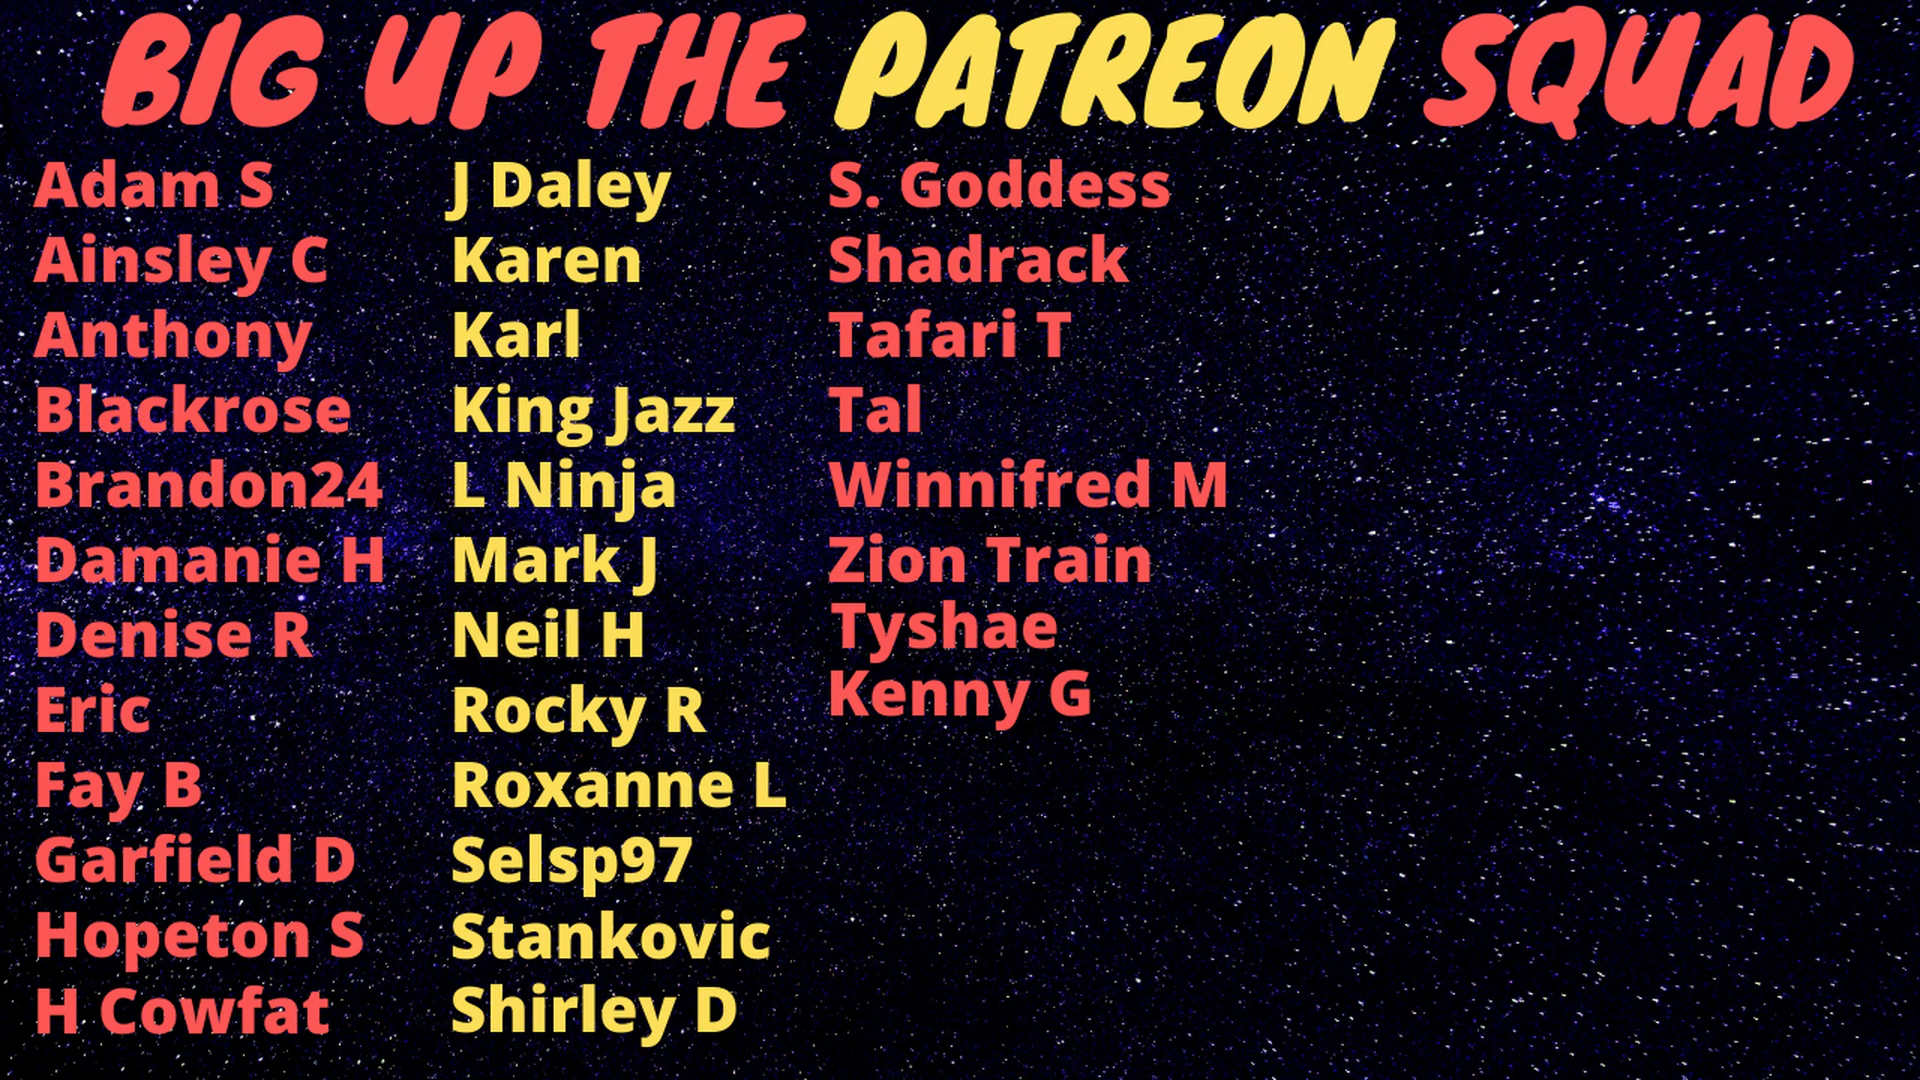 BIG UP THE PATREON SQUAD
Adam S
Ainsley C
Anthony
Blackrose
Brandon24
Damanie H
Denise R
Eric
Fay B
Garfield D
Hopeton S
H Cowfat
J Daley
Karen
Karl
King Jazz
L Ninja
Mark J
Neil H
Rocky R
Roxanne L
Selsp97
Stankovic
Shirley D
S. Goddess
Shadrack
Tafari T
Tal
Winnifred M
Zion Train
Tyshae
Kenny G